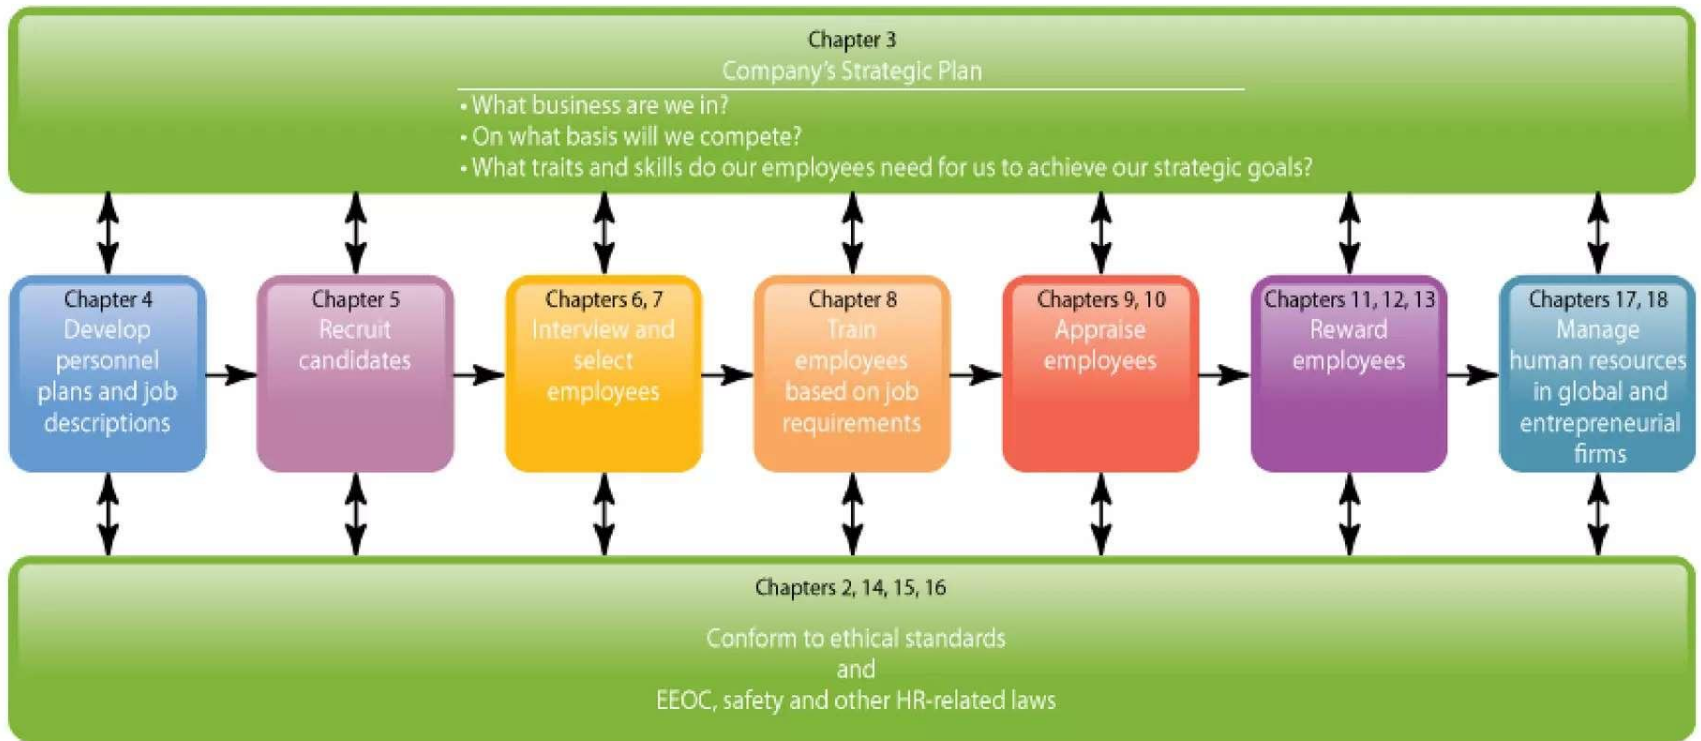 Chapter 3
Company's Strategic Plan
• What business are we in?
• On what basis will we compete?
• What traits and skills do our employees need for us to achieve our strategic goals?
Chapter 4
Develop
personnel
plans and job
descriptions
Chapter 5
Recruit
candidates
Chapters 6, 7
Interview and
select
employees
Chapter 8
Train
employees
based on job
requirements
Chapters 9, 10
Appraise
employees
Chapters 11, 12, 13
Reward
employees
Chapters 17, 18
Manage
human resources
in global and
entrepreneurial
firms
Chapters 2, 14, 15, 16
Conform to ethical standards
and
EEOC, safety and other HR-related laws